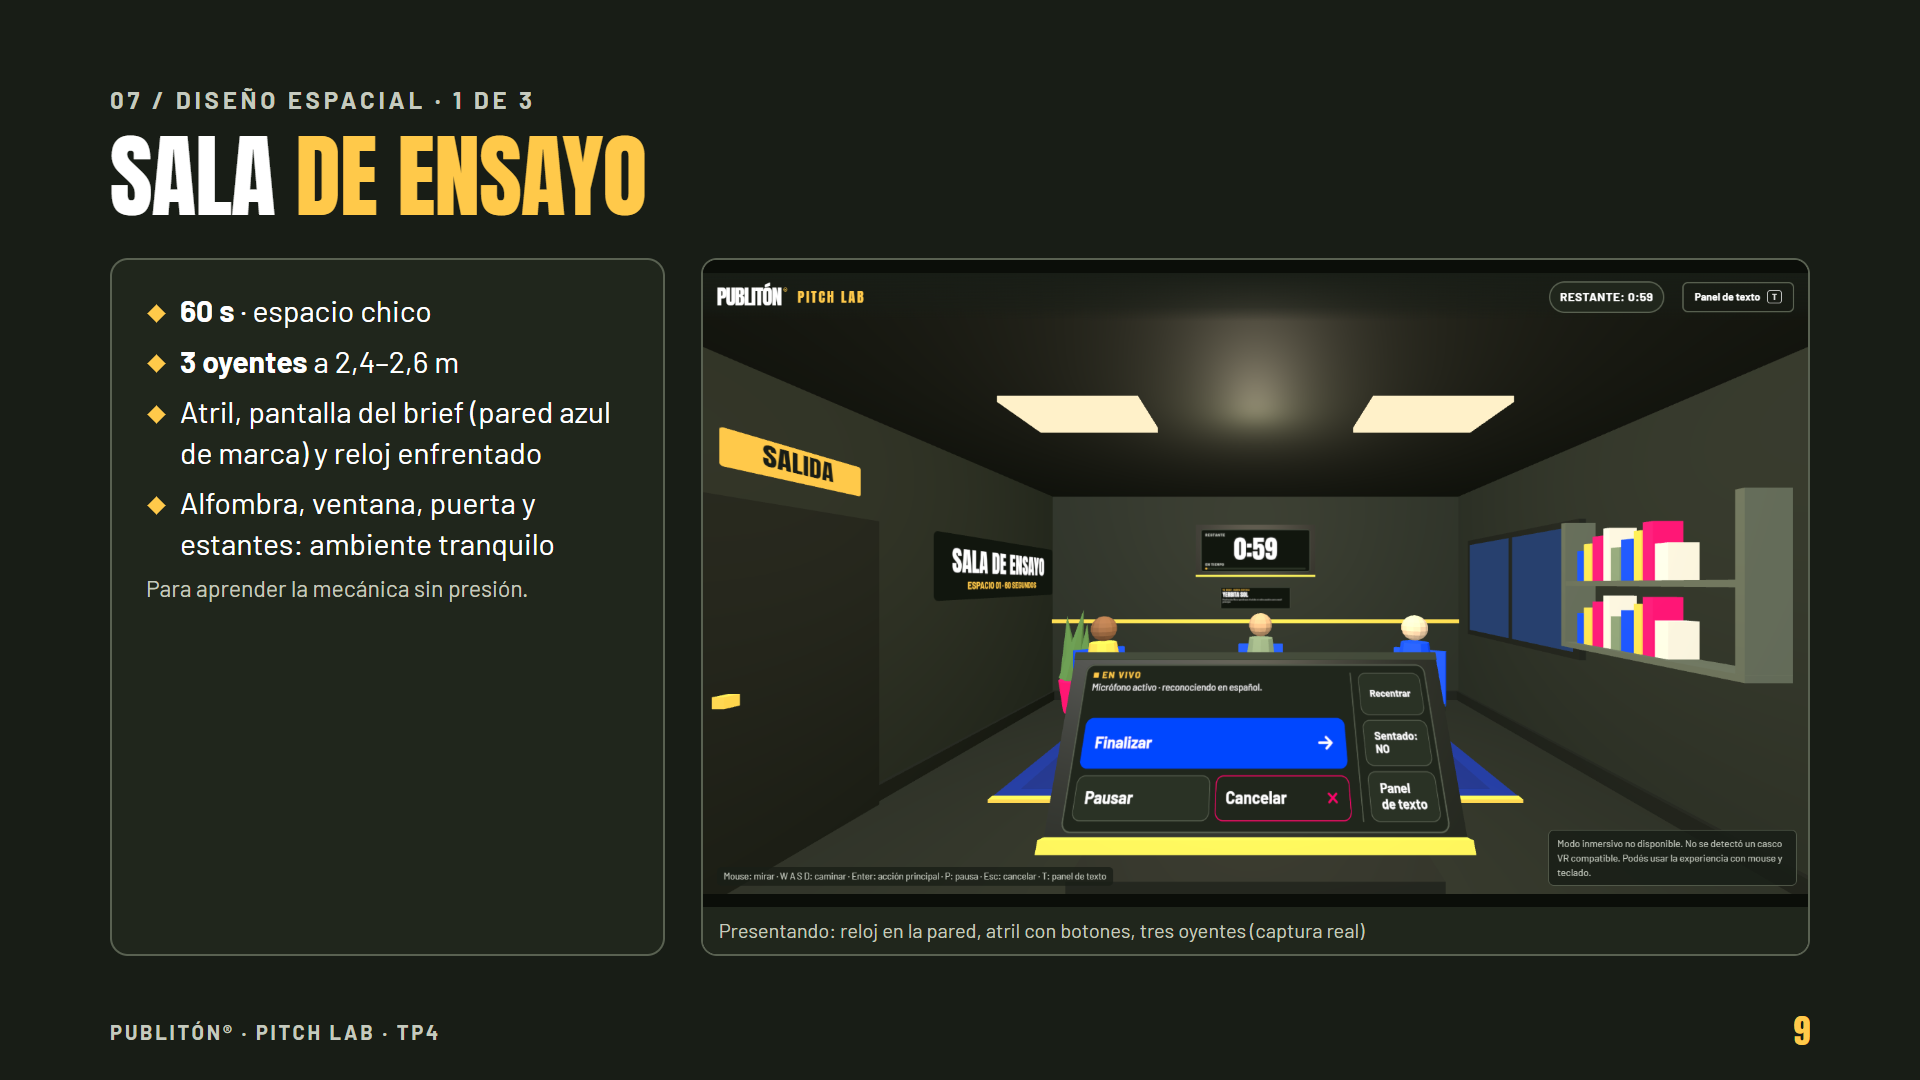 07 / DISEÑO ESPACIAL · 1 DE 3
SALA DE ENSAYO
60 s · espacio chico
3 oyentes a 2,4–2,6 m
Atril, pantalla del brief (pared azul
de marca) y reloj enfrentado
Alfombra, ventana, puerta y
estantes: ambiente tranquilo
Para aprender la mecánica sin presión.
PUBLITÓN® PITCH LAB
RESTANTE: 0:59
Panel de texto T
SALIDA
SALA DE ENSAYO
ESPACIO 01 · 60 SEGUNDOS
RESTANTE
0:59
EN VIVO
Micrófono activo · reconociendo en español.
Finalizar →
Pausar
Cancelar ×
Recentrar
Sentado:
NO
Panel
de texto
Mouse: mirar · W A S D: caminar · Enter: acción principal · P: pausa · Esc: cancelar · T: panel de texto
Modo inmersivo no disponible. No se detectó un casco
VR compatible. Podés usar la experiencia con mouse y
teclado.
Presentando: reloj en la pared, atril con botones, tres oyentes (captura real)
PUBLITÓN® · PITCH LAB · TP4
9